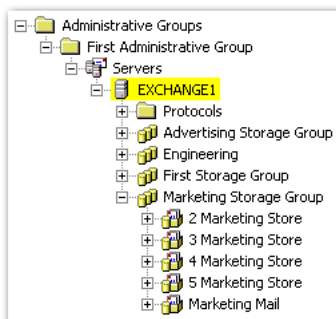 Administrative Groups
First Administrative Group
Servers
EXCHANGE1
Protocols
Advertising Storage Group
Engineering
First Storage Group
Marketing Storage Group
2 Marketing Store
3 Marketing Store
4 Marketing Store
5 Marketing Store
Marketing Mail